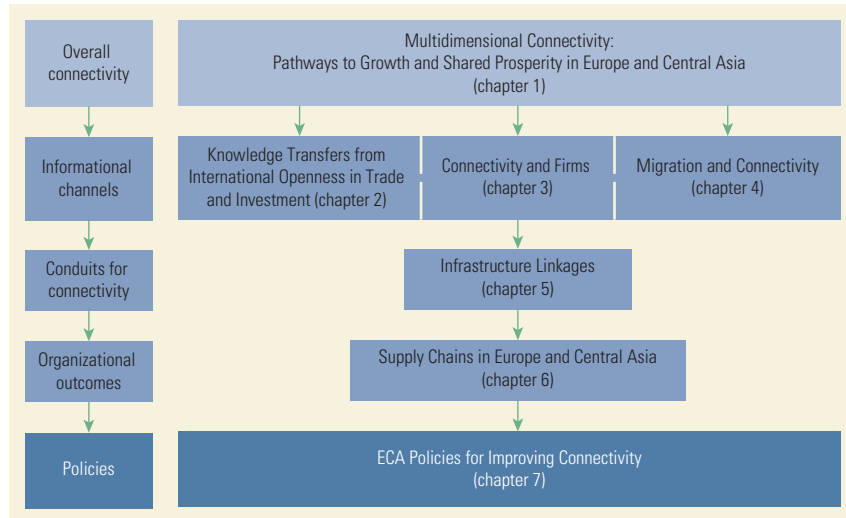 Overall
connectivity
Multidimensional Connectivity:
Pathways to Growth and Shared Prosperity in Europe and Central Asia
(chapter 1)
Informational
channels
Knowledge Transfers from
International Openness in Trade
and Investment (chapter 2)
Connectivity and Firms
(chapter 3)
Migration and Connectivity
(chapter 4)
Conduits for
connectivity
Infrastructure Linkages
(chapter 5)
Organizational
outcomes
Supply Chains in Europe and Central Asia
(chapter 6)
Policies
ECA Policies for Improving Connectivity
(chapter 7)